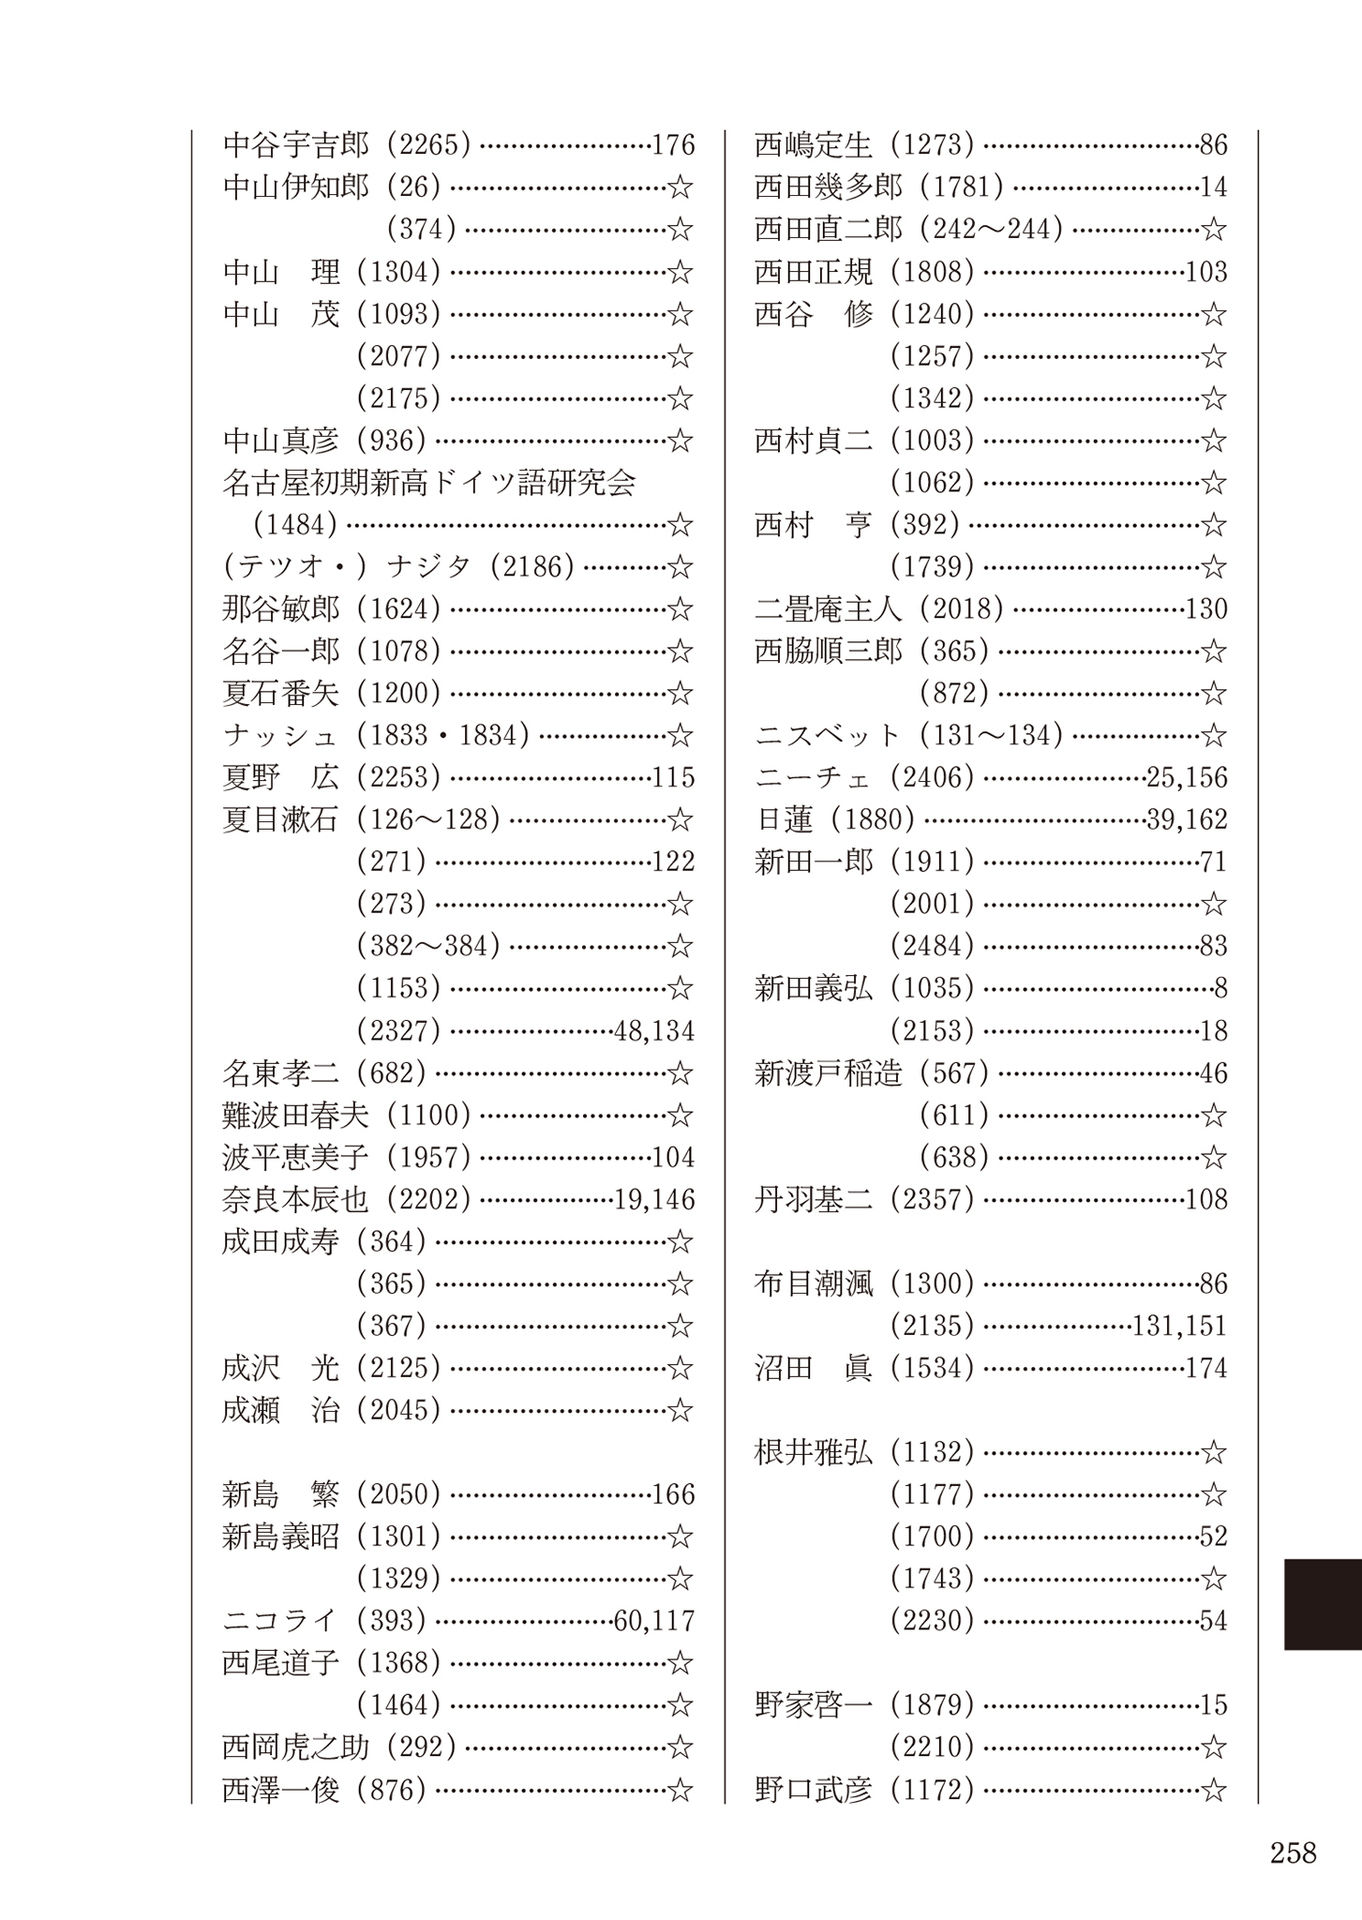 中谷宇吉郎（2265）……………………176
中山伊知郎（26）…………………………☆
（374）………………………☆
中山　理（1304）…………………………☆
中山　茂（1093）…………………………☆
（2077）…………………………☆
（2175）…………………………☆
中山真彦（936）…………………………☆
名古屋初期新高ドイツ語研究会
（1484）……………………………………☆
（テツオ・）ナジタ（2186）…………☆
那谷敏郎（1624）…………………………☆
名谷一郎（1078）…………………………☆
夏石番矢（1200）…………………………☆
ナッシュ（1833・1834）………………☆
夏野　広（2253）………………………115
夏目漱石（126～128）…………………☆
（271）…………………………122
（273）…………………………☆
（382～384）…………………☆
（1153）…………………………☆
（2327）…………………48,134
名東孝二（682）…………………………☆
難波田春夫（1100）……………………☆
波平恵美子（1957）……………………104
奈良本辰也（2202）………………19,146
成田成寿（364）…………………………☆
（365）…………………………☆
（367）…………………………☆
成沢　光（2125）…………………………☆
成瀬　治（2045）…………………………☆
新島　繁（2050）………………………166
新島義昭（1301）…………………………☆
（1329）…………………………☆
ニコライ（393）……………………60,117
西尾道子（1368）…………………………☆
（1464）…………………………☆
西岡虎之助（292）………………………☆
西澤一俊（876）…………………………☆
西嶋定生（1273）…………………………86
西田幾多郎（1781）……………………14
西田直二郎（242～244）………………☆
西田正規（1808）………………………103
西谷　修（1240）…………………………☆
（1257）…………………………☆
（1342）…………………………☆
西村貞二（1003）…………………………☆
（1062）…………………………☆
西村　亨（392）…………………………☆
（1739）…………………………☆
二畳庵主人（2018）……………………130
西脇順三郎（365）………………………☆
（872）………………………☆
ニスベット（131～134）………………☆
ニーチェ（2406）…………………25,156
日蓮（1880）…………………………39,162
新田一郎（1911）…………………………71
（2001）…………………………☆
（2484）…………………………83
新田義弘（1035）…………………………8
（2153）…………………………18
新渡戸稲造（567）………………………46
（611）………………………☆
（638）………………………☆
丹羽基二（2357）………………………108
布目潮渢（1300）…………………………86
（2135）………………131,151
沼田　眞（1534）………………………174
根井雅弘（1132）…………………………☆
（1177）…………………………☆
（1700）…………………………52
（1743）…………………………☆
（2230）…………………………54
野家啓一（1879）…………………………15
（2210）…………………………☆
野口武彦（1172）…………………………☆
258